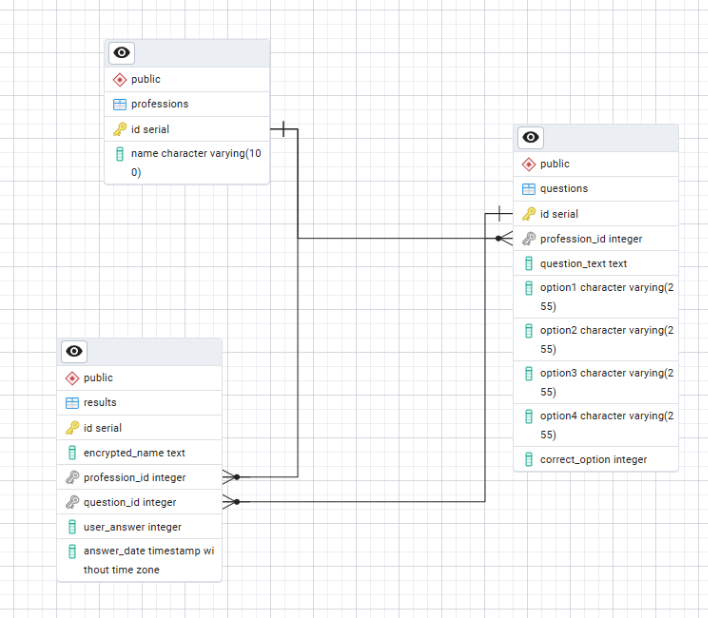 public
professions
id serial
name character varying(10
0)
public
questions
id serial
profession_id integer
question_text text
option1 character varying(2
55)
option2 character varying(2
55)
option3 character varying(2
55)
option4 character varying(2
55)
correct_option integer
public
results
id serial
encrypted_name text
profession_id integer
question_id integer
user_answer integer
answer_date timestamp wi
thout time zone